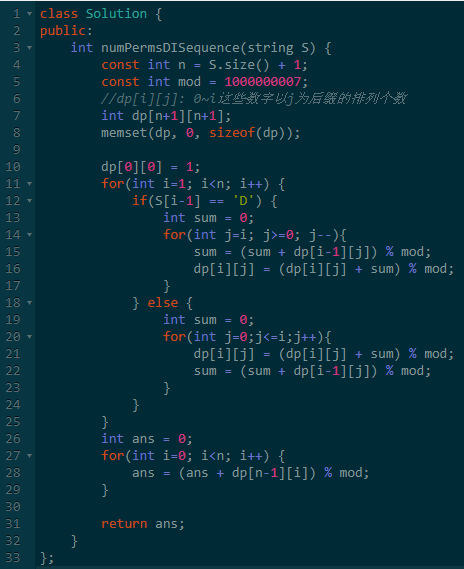 1 class Solution {
2 public:
3     int numPermsDISequence(string S) {
4         const int n = S.size() + 1;
5         const int mod = 1000000007;
6         //dp[i][j]: 0~i这些数字以j为后缀的排列个数
7         int dp[n+1][n+1];
8         memset(dp, 0, sizeof(dp));
9
10         dp[0][0] = 1;
11         for(int i=1; i<n; i++) {
12             if(S[i-1] == 'D') {
13                 int sum = 0;
14                 for(int j=i; j>=0; j--){
15                     sum = (sum + dp[i-1][j]) % mod;
16                     dp[i][j] = (dp[i][j] + sum) % mod;
17                 }
18             } else {
19                 int sum = 0;
20                 for(int j=0;j<=i;j++){
21                     dp[i][j] = (dp[i][j] + sum) % mod;
22                     sum = (sum + dp[i-1][j]) % mod;
23                 }
24             }
25         }
26         int ans = 0;
27         for(int i=0; i<n; i++) {
28             ans = (ans + dp[n-1][i]) % mod;
29         }
30
31         return ans;
32     }
33 };